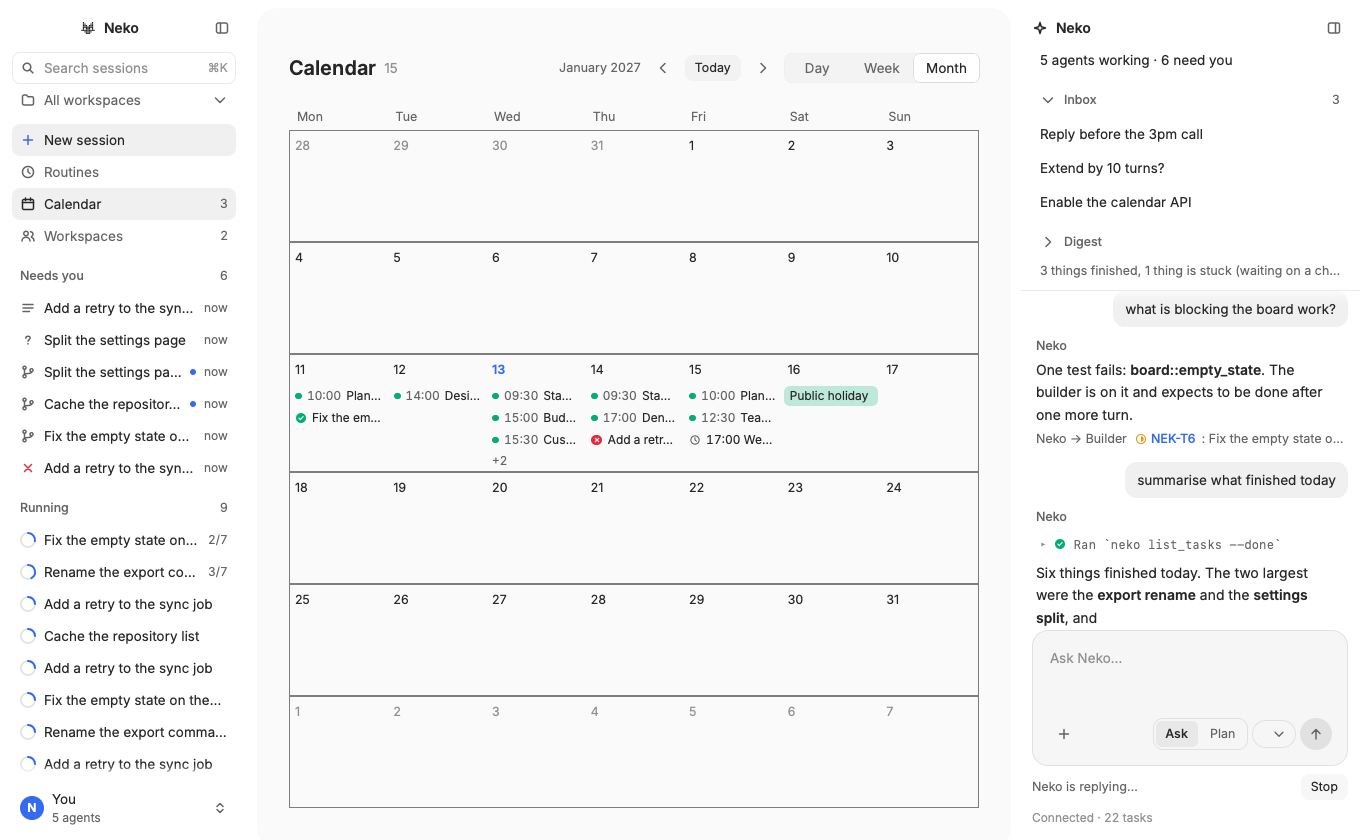 Neko
Search sessions ⌘K
All workspaces
New session
Routines
Calendar 3
Workspaces 2
Needs you 6
Add a retry to the syn... now
Split the settings page now
Split the settings pa... now
Cache the repositor... now
Fix the empty state o... now
Add a retry to the syn... now
Running 9
Fix the empty state on... 2/7
Rename the export co... 3/7
Add a retry to the sync job
Cache the repository list
Add a retry to the sync job
Fix the empty state on the...
Rename the export comma...
Add a retry to the sync job
N You
5 agents
Calendar 15
January 2027 Today Day Week Month
Mon Tue Wed Thu Fri Sat Sun
28 29 30 31 1 2 3
4 5 6 7 8 9 10
11 12 13 14 15 16 17
10:00 Plan... 14:00 Desi... 09:30 Sta... 09:30 Sta... 10:00 Plan... Public holiday
Fix the em... 15:00 Bud... 17:00 Den... 12:30 Tea...
15:30 Cus... Add a retr... 17:00 We...
+2
18 19 20 21 22 23 24
25 26 27 28 29 30 31
1 2 3 4 5 6 7
Neko
5 agents working · 6 need you
Inbox 3
Reply before the 3pm call
Extend by 10 turns?
Enable the calendar API
Digest
3 things finished, 1 thing is stuck (waiting on a ch...
what is blocking the board work?
Neko
One test fails: board::empty_state. The
builder is on it and expects to be done after
one more turn.
Neko → Builder NEK-T6 : Fix the empty state o...
summarise what finished today
Neko
Ran `neko list_tasks --done`
Six things finished today. The two largest
were the export rename and the settings
split, and
Ask Neko...
Ask Plan
Neko is replying... Stop
Connected · 22 tasks